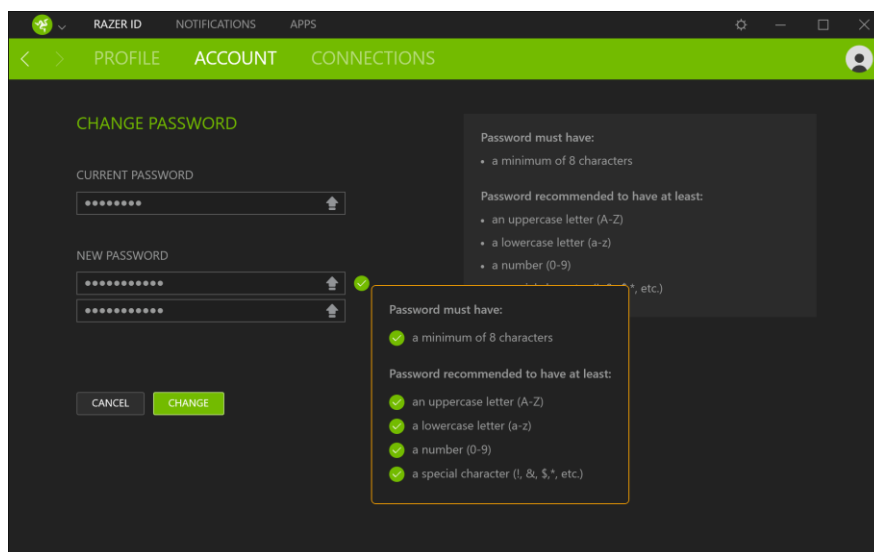 RAZER ID NOTIFICATIONS APPS
PROFILE ACCOUNT CONNECTIONS
CHANGE PASSWORD
CURRENT PASSWORD
••••••••
NEW PASSWORD
•••••••••••
•••••••••••
CANCEL CHANGE
Password must have:
• a minimum of 8 characters
Password recommended to have at least:
• an uppercase letter (A-Z)
• a lowercase letter (a-z)
• a number (0-9)
*, etc.)
Password must have:
a minimum of 8 characters
Password recommended to have at least:
an uppercase letter (A-Z)
a lowercase letter (a-z)
a number (0-9)
a special character (!, &, $,*, etc.)